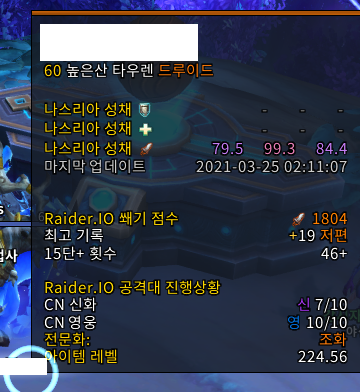 60 높은산 타우렌 드루이드
나스리아 성채 - - -
나스리아 성채 - - -
나스리아 성채 79.5 99.3 84.4
마지막 업데이트 2021-03-25 02:11:07
Raider.IO 쐐기 점수 1804
최고 기록 +19 저편
15단+ 횟수 46+
Raider.IO 공격대 진행상황
CN 신화 신 7/10
CN 영웅 영 10/10
전문화: 조화
아이템 레벨 224.56